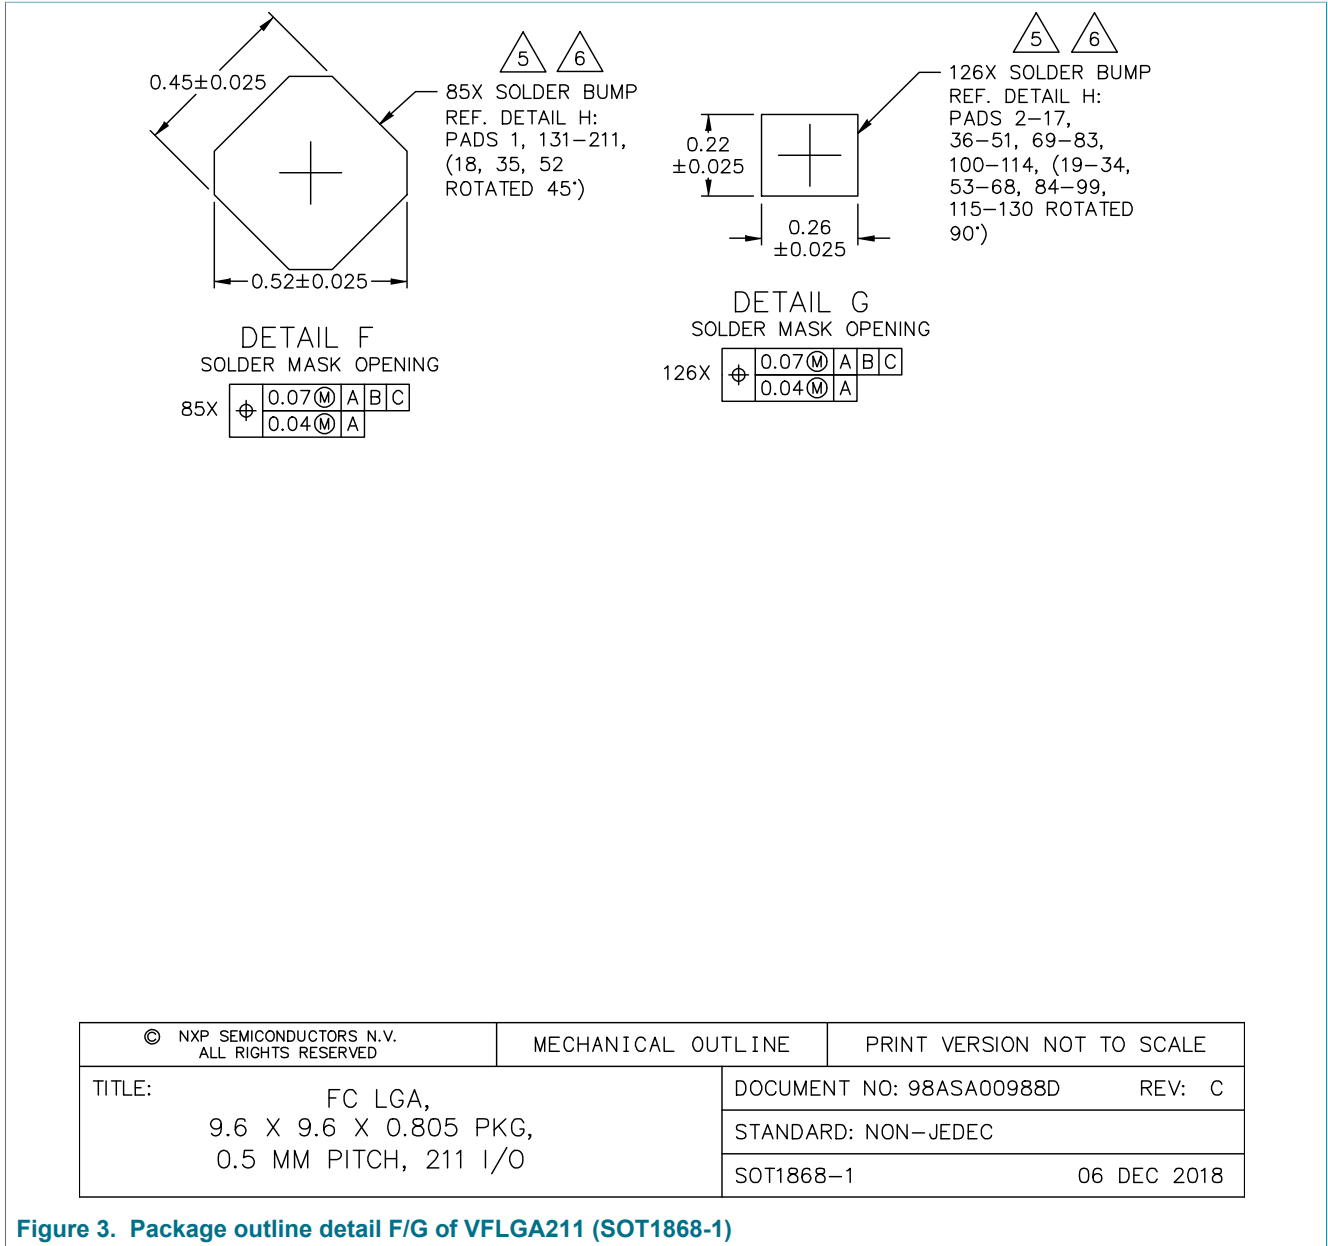 0.45±0.025
5 6
85X SOLDER BUMP
REF. DETAIL H:
PADS 1, 131-211,
(18, 35, 52
ROTATED 45°)
0.52±0.025
DETAIL F
SOLDER MASK OPENING
85X ⌖ 0.07Ⓜ A B C
0.04Ⓜ A
5 6
126X SOLDER BUMP
REF. DETAIL H:
PADS 2-17,
36-51, 69-83,
100-114, (19-34,
53-68, 84-99,
115-130 ROTATED
90°)
0.22
±0.025
0.26
±0.025
DETAIL G
SOLDER MASK OPENING
126X ⌖ 0.07Ⓜ A B C
0.04Ⓜ A
© NXP SEMICONDUCTORS N.V.
ALL RIGHTS RESERVED
MECHANICAL OUTLINE
PRINT VERSION NOT TO SCALE
TITLE:
FC LGA,
9.6 X 9.6 X 0.805 PKG,
0.5 MM PITCH, 211 I/O
DOCUMENT NO: 98ASA00988D REV: C
STANDARD: NON-JEDEC
SOT1868-1 06 DEC 2018
Figure 3. Package outline detail F/G of VFLGA211 (SOT1868-1)